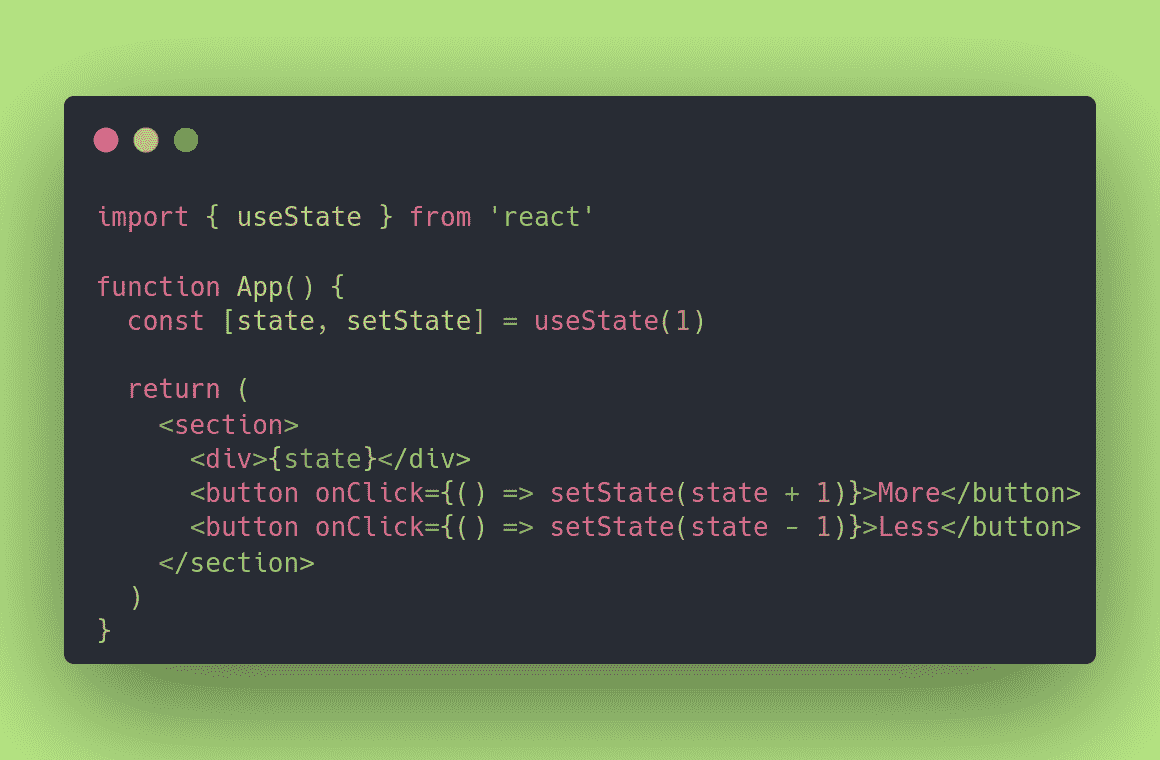 import { useState } from 'react'
function App() {
  const [state, setState] = useState(1)
  return (
    <section>
      <div>{state}</div>
      <button onClick={() => setState(state + 1)}>More</button>
      <button onClick={() => setState(state - 1)}>Less</button>
    </section>
  )
}